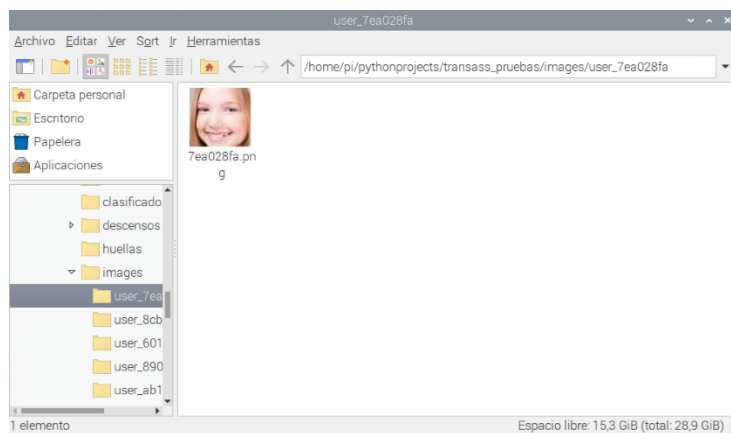 user_7ea028fa
Archivo Editar Ver Sort Ir Herramientas
/home/pi/pythonprojects/transass_pruebas/images/user_7ea028fa
Carpeta personal
Escritorio
Papelera
Aplicaciones
7ea028fa.pn
g
clasificado
descensos
huellas
images
user_7ea
user_8cb
user_601
user_890
user_ab1
1 elemento
Espacio libre: 15,3 GiB (total: 28,9 GiB)